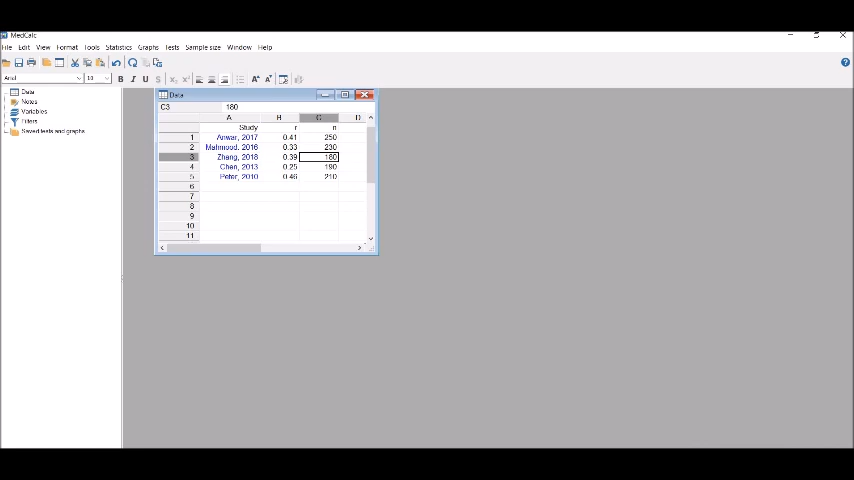 MedCalc
File Edit View Format Tools Statistics Graphs Tests Sample size Window Help
Arial 10 B I U S
Data
Notes
Variables
Filters
Saved tests and graphs
Data
C3 180
A B C D
Study r n
1 Anwar, 2017 0.41 250
2 Mahmood. 2016 0.33 230
3 Zhang, 2018 0.39 180
4 Chen, 2013 0.25 190
5 Peter, 2010 0.46 210
6
7
8
9
10
11